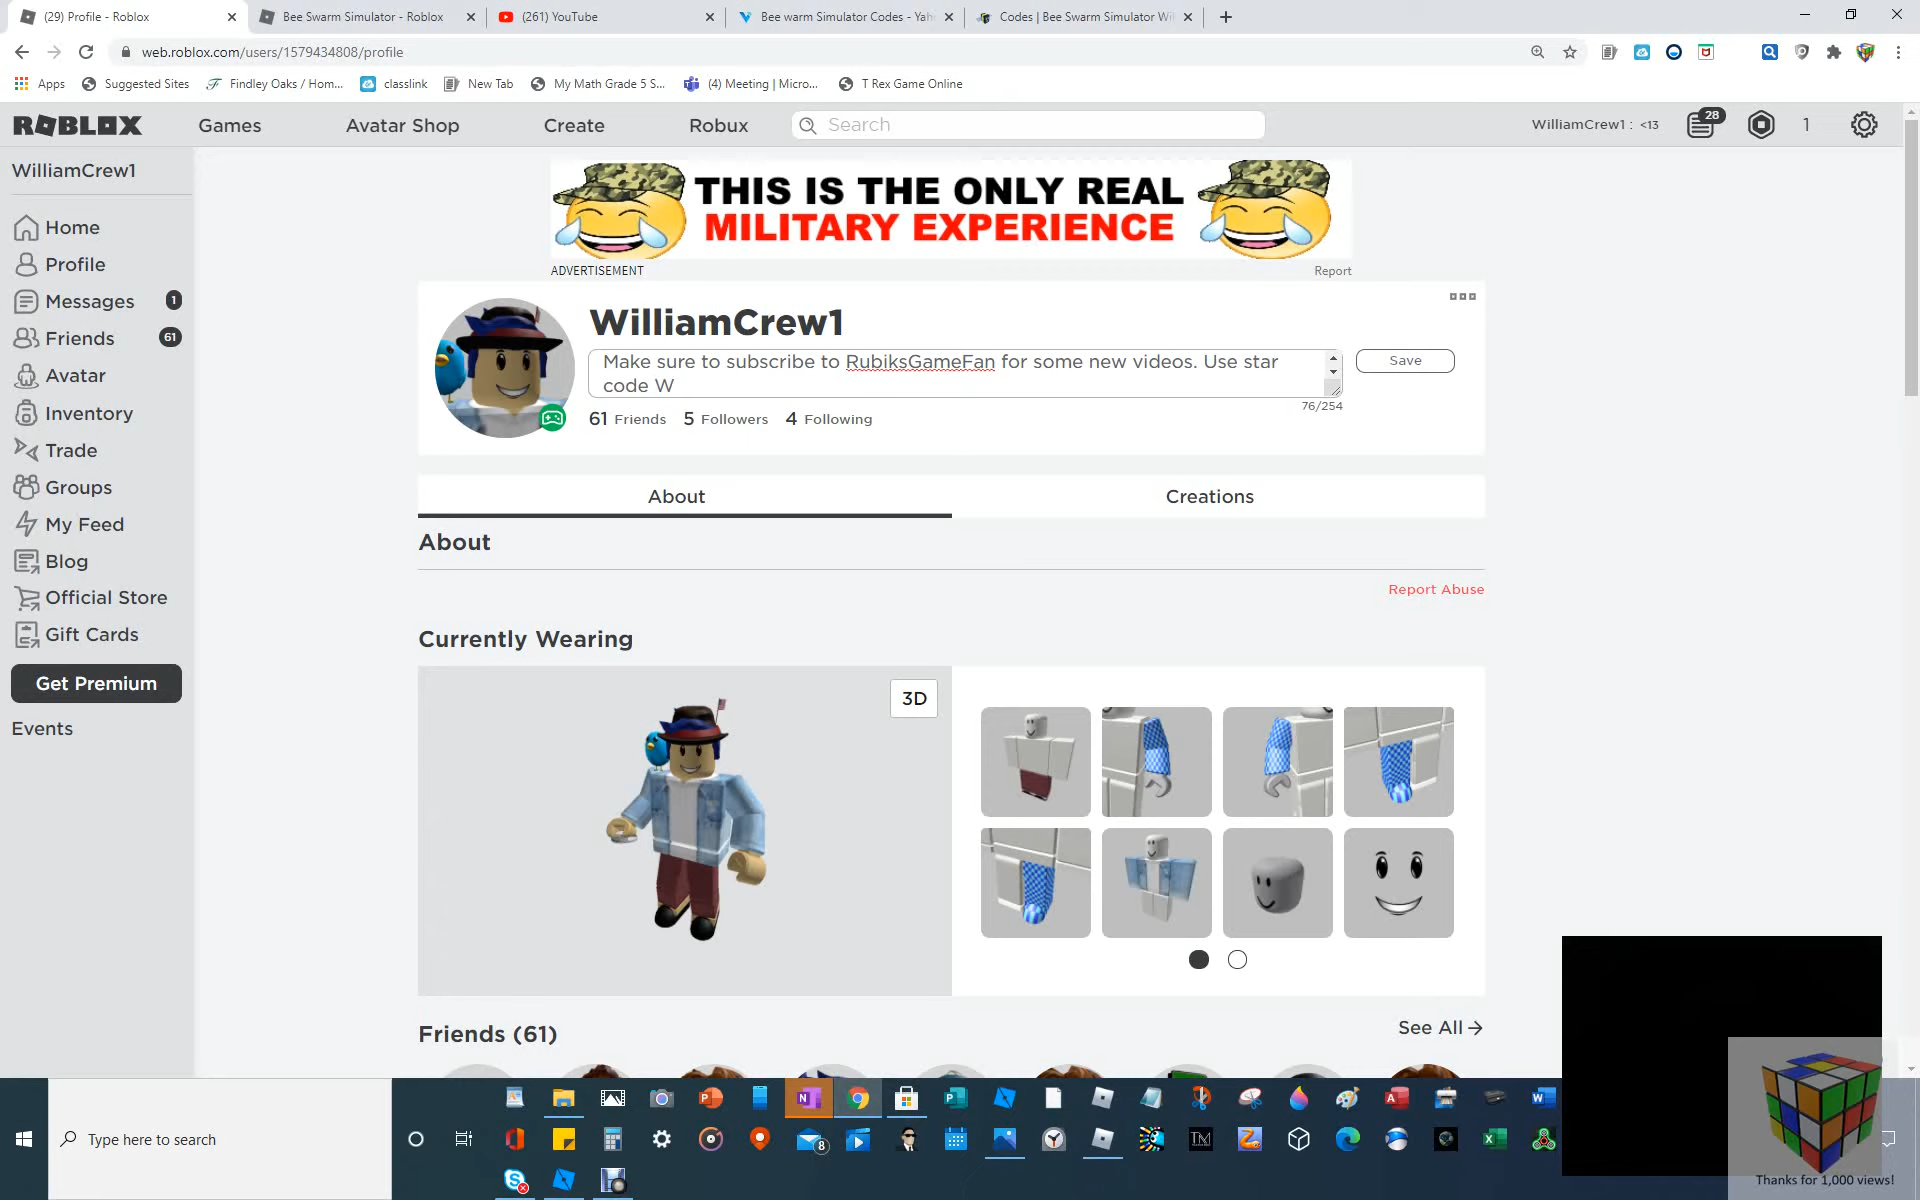 (29) Profile - Roblox
Bee Swarm Simulator - Roblox
(261) YouTube
Bee warm Simulator Codes - Yah
Codes | Bee Swarm Simulator Wi
web.roblox.com/users/1579434808/profile
Apps
Suggested Sites
Findley Oaks / Hom...
classlink
New Tab
My Math Grade 5 S...
(4) Meeting | Micro...
T Rex Game Online
ROBLOX
Games
Avatar Shop
Create
Robux
Search
WilliamCrew1 : <13
28
1
WilliamCrew1
Home
Profile
Messages 1
Friends 61
Avatar
Inventory
Trade
Groups
My Feed
Blog
Official Store
Gift Cards
Get Premium
Events
THIS IS THE ONLY REAL
MILITARY EXPERIENCE
ADVERTISEMENT
Report
WilliamCrew1
Make sure to subscribe to RubiksGameFan for some new videos. Use star
code W
Save
76/254
61 Friends 5 Followers 4 Following
About
Creations
About
Report Abuse
Currently Wearing
3D
Friends (61)
See All
Type here to search
8
Thanks for 1,000 views!